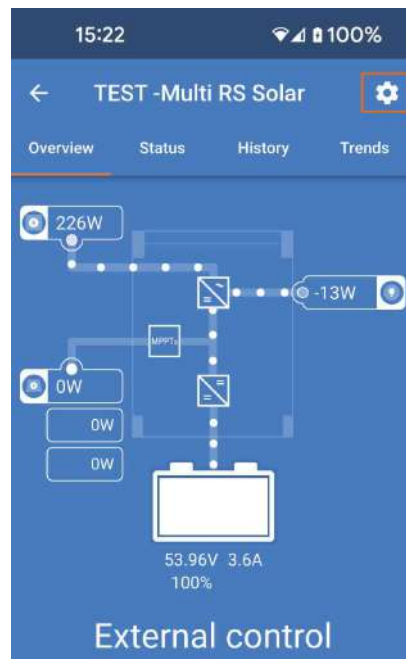 15:22 100%
TEST -Multi RS Solar
Overview Status History Trends
226W
-13W
MPPTs
0W
0W
0W
53.96V 3.6A
100%
External control